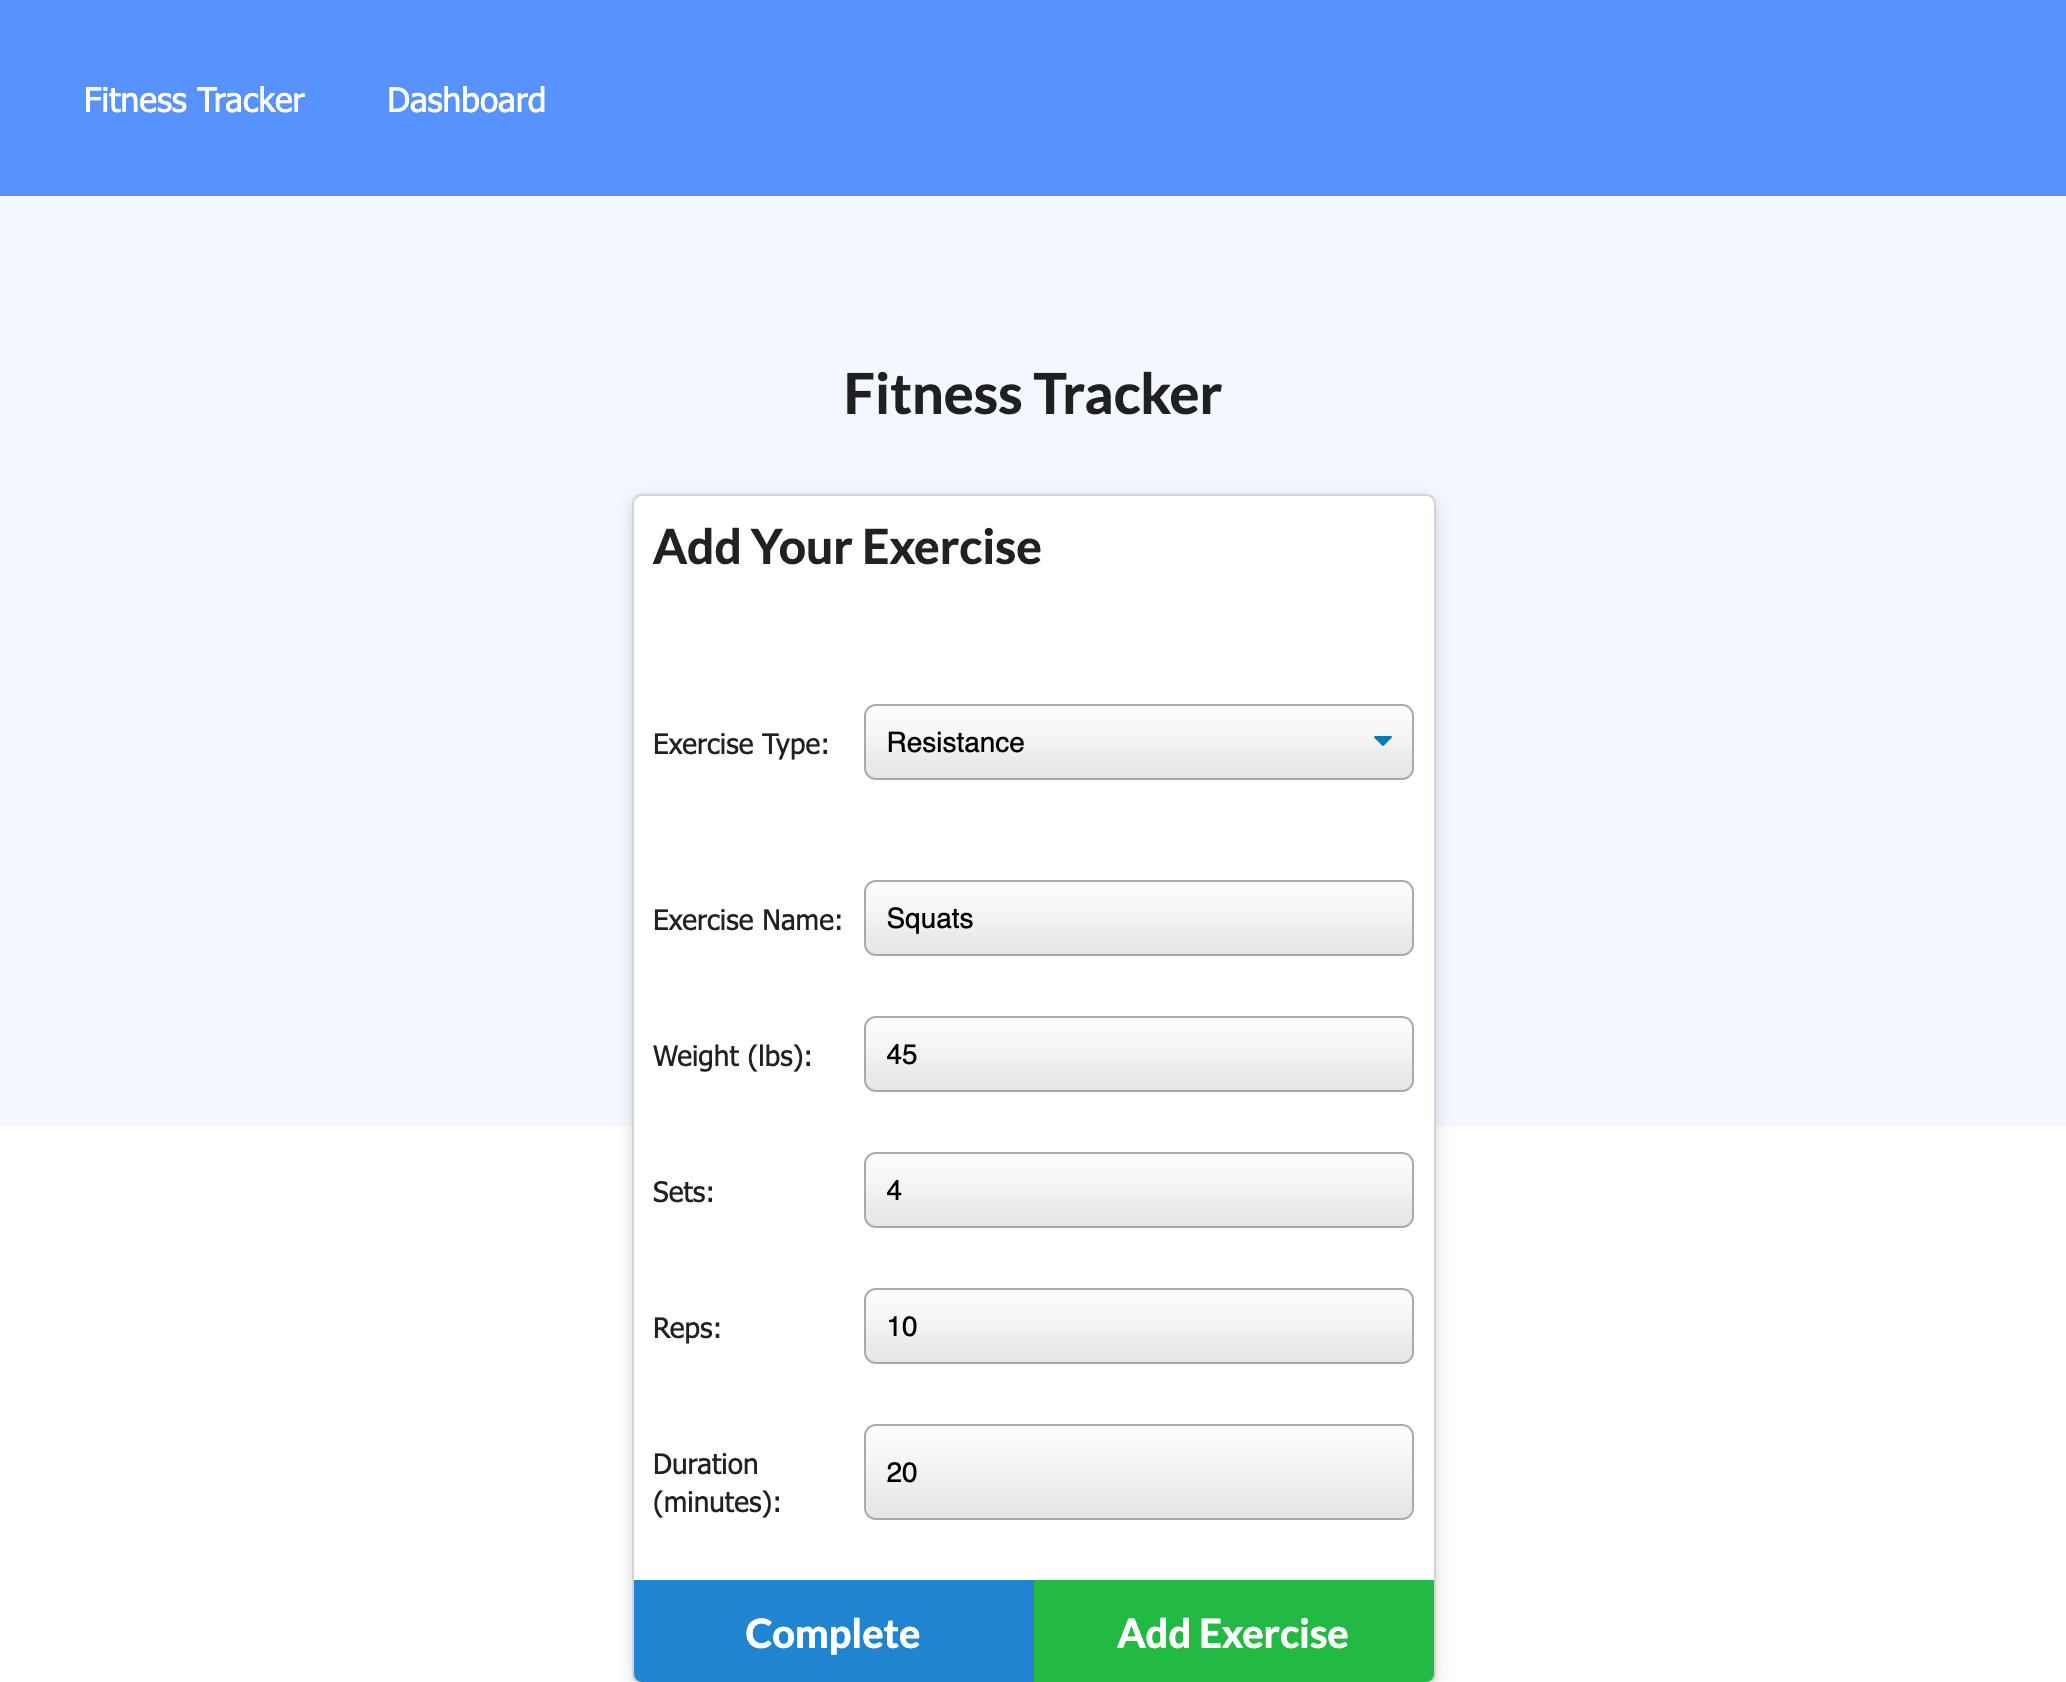 Fitness Tracker Dashboard
Fitness Tracker
Add Your Exercise
Exercise Type: Resistance
Exercise Name: Squats
Weight (lbs): 45
Sets: 4
Reps: 10
Duration
(minutes): 20
Complete Add Exercise